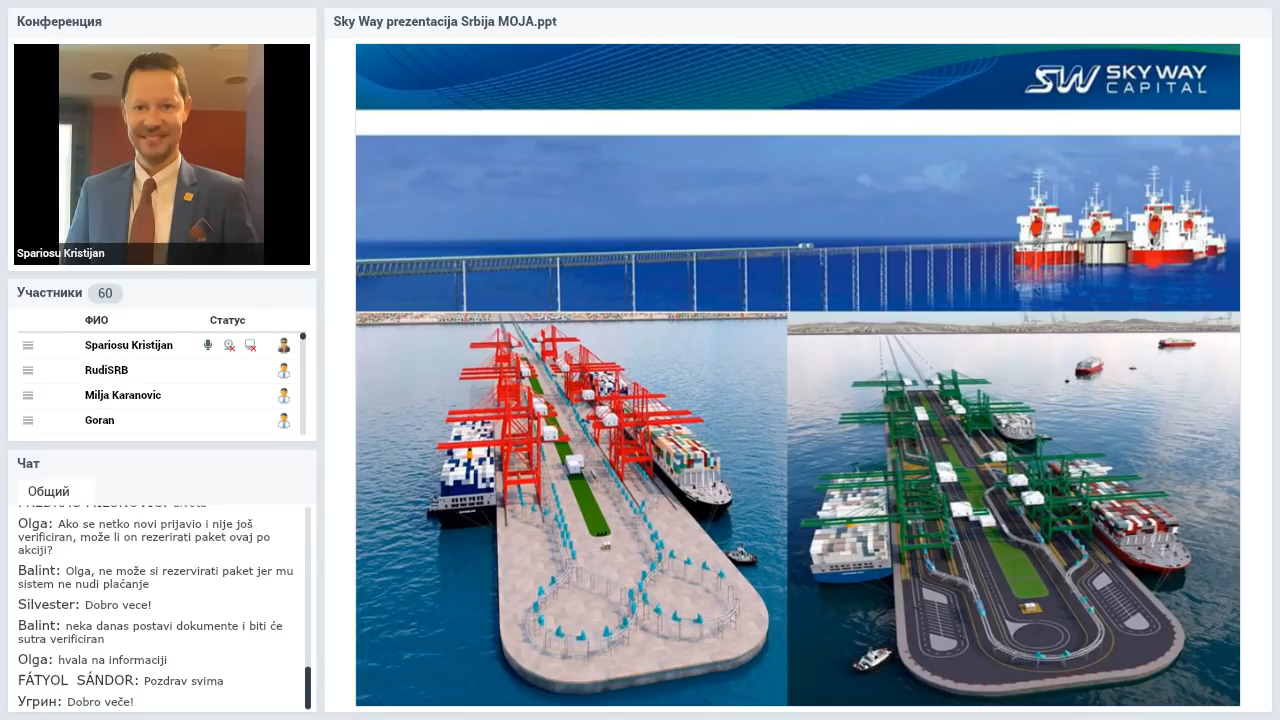 Конференция
Spariosu Kristijan
Участники 60
ФИО Статус
Spariosu Kristijan
RudiSRB
Milja Karanovic
Goran
Чат
Общий
Olga: Ako se netko novi prijavio i nije još
verificiran, može li on rezerirati paket ovaj po
akciji?
Balint: Olga, ne može si rezervirati paket jer mu
sistem ne nudi plaćanje
Silvester: Dobro vece!
Balint: neka danas postavi dokumente i biti će
sutra verificiran
Olga: hvala na informaciji
FÁTYOL SÁNDOR: Pozdrav svima
Угрин: Dobro veče!
Sky Way prezentacija Srbija MOJA.ppt
SW SKY WAY
CAPITAL